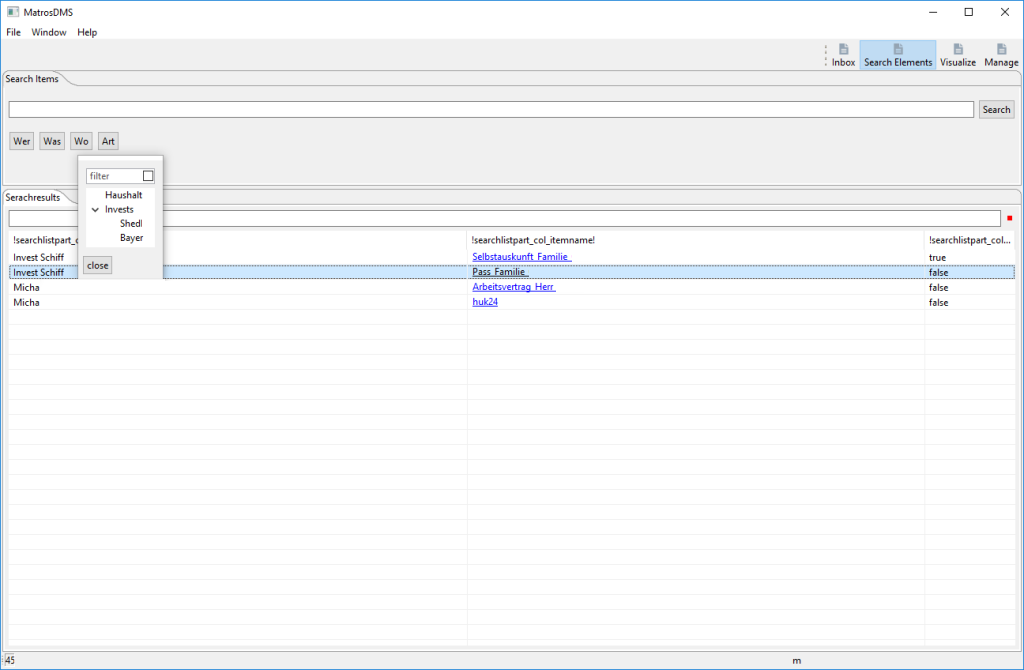 MatrosDMS
File Window Help
Inbox Search Elements Visualize Manage
Search Items
Search
Wer Was Wo Art
filter
Haushalt
Invests
Shedl
Bayer
close
Serachresults
!searchlistpart_c !searchlistpart_col_itemname! !searchlistpart_col...
Invest Schiff Selbstauskunft_Familie_ true
Invest Schiff Pass_Familie_ false
Micha Arbeitsvertrag_Herr_ false
Micha huk24 false
45 m